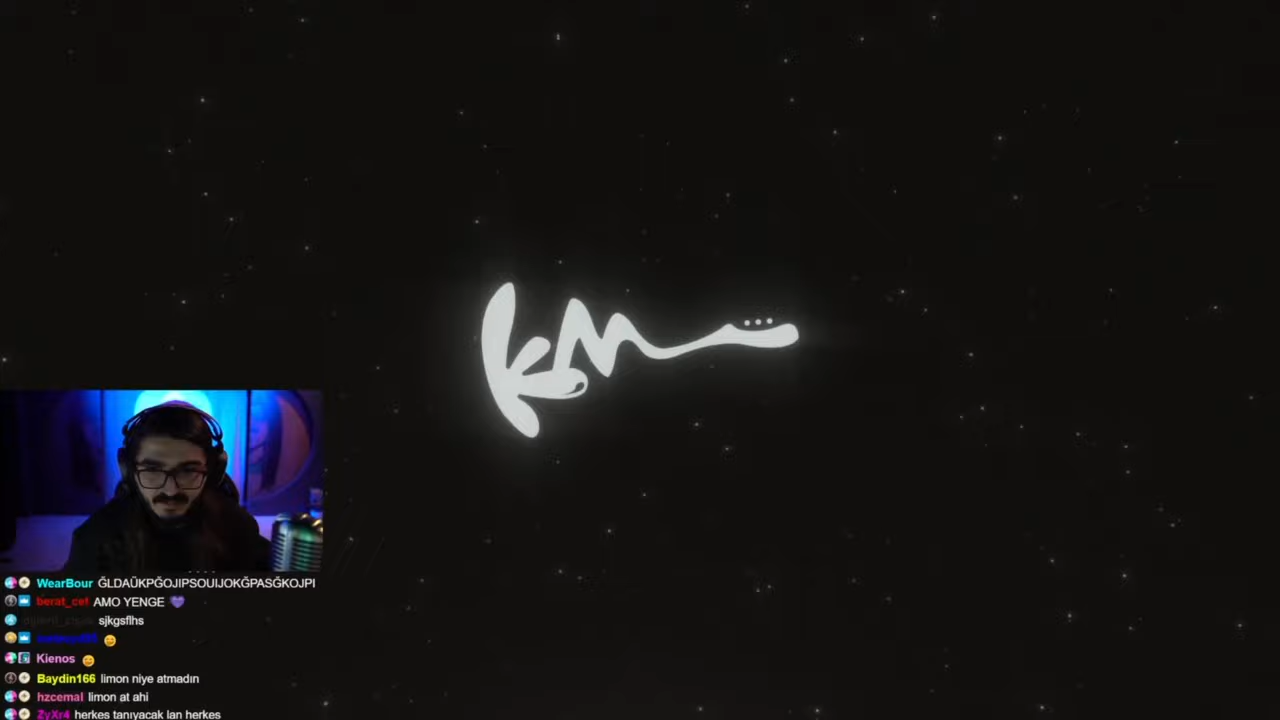 km
WearBour ĞLDAÜKPĞOJIPSOUIJOKĞPASĞKOJPI
berat_cef AMO YENGE
sjkgsflhs
Kienos
Baydin166 limon niye atmadın
hzcemal limon at ahi
ZyXr4 herkes tanıyacak lan herkes